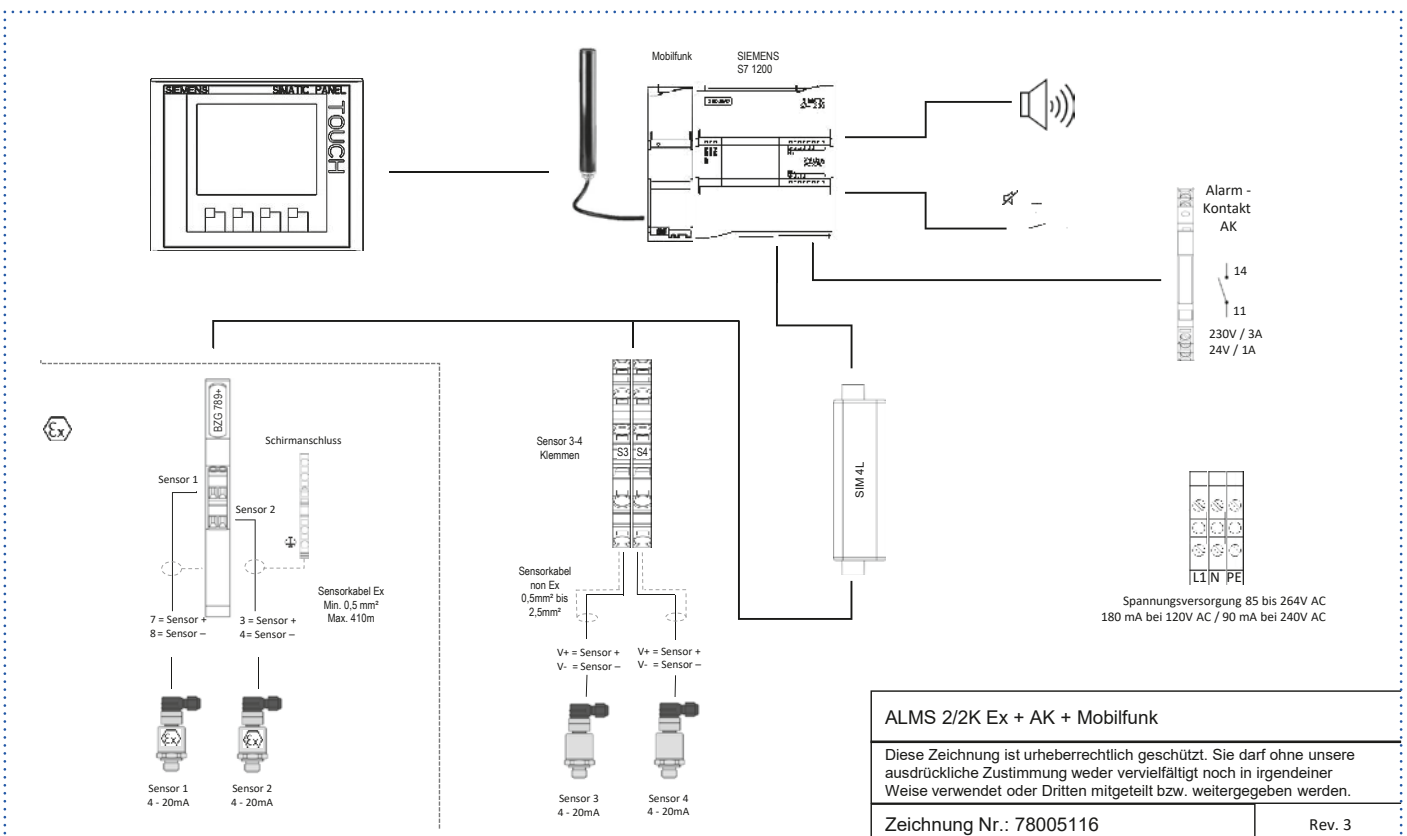 Mobilfunk
SIEMENS
S7 1200
SIEMENS
SIMATIC PANEL
TOUCH
Alarm -
Kontakt
AK
14
11
230V / 3A
24V / 1A
BZG 789+
Schirmanschluss
Sensor 1
Sensor 2
Ex
Sensorkabel Ex
Min. 0,5 mm²
Max. 410m
7 = Sensor +
8 = Sensor –
3 = Sensor +
4= Sensor –
Ex
Ex
Sensor 1
4 - 20mA
Sensor 2
4 - 20mA
Sensor 3-4
Klemmen
S3
S4
Sensorkabel
non Ex
0,5mm² bis
2,5mm²
V+ = Sensor +
V- = Sensor –
V+ = Sensor +
V- = Sensor –
Sensor 3
4 - 20mA
Sensor 4
4 - 20mA
SIM 4L
L1 N PE
Spannungsversorgung 85 bis 264V AC
180 mA bei 120V AC / 90 mA bei 240V AC
ALMS 2/2K Ex + AK + Mobilfunk
Diese Zeichnung ist urheberrechtlich geschützt. Sie darf ohne unsere
ausdrückliche Zustimmung weder vervielfältigt noch in irgendeiner
Weise verwendet oder Dritten mitgeteilt bzw. weitergegeben werden.
Zeichnung Nr.: 78005116
Rev. 3